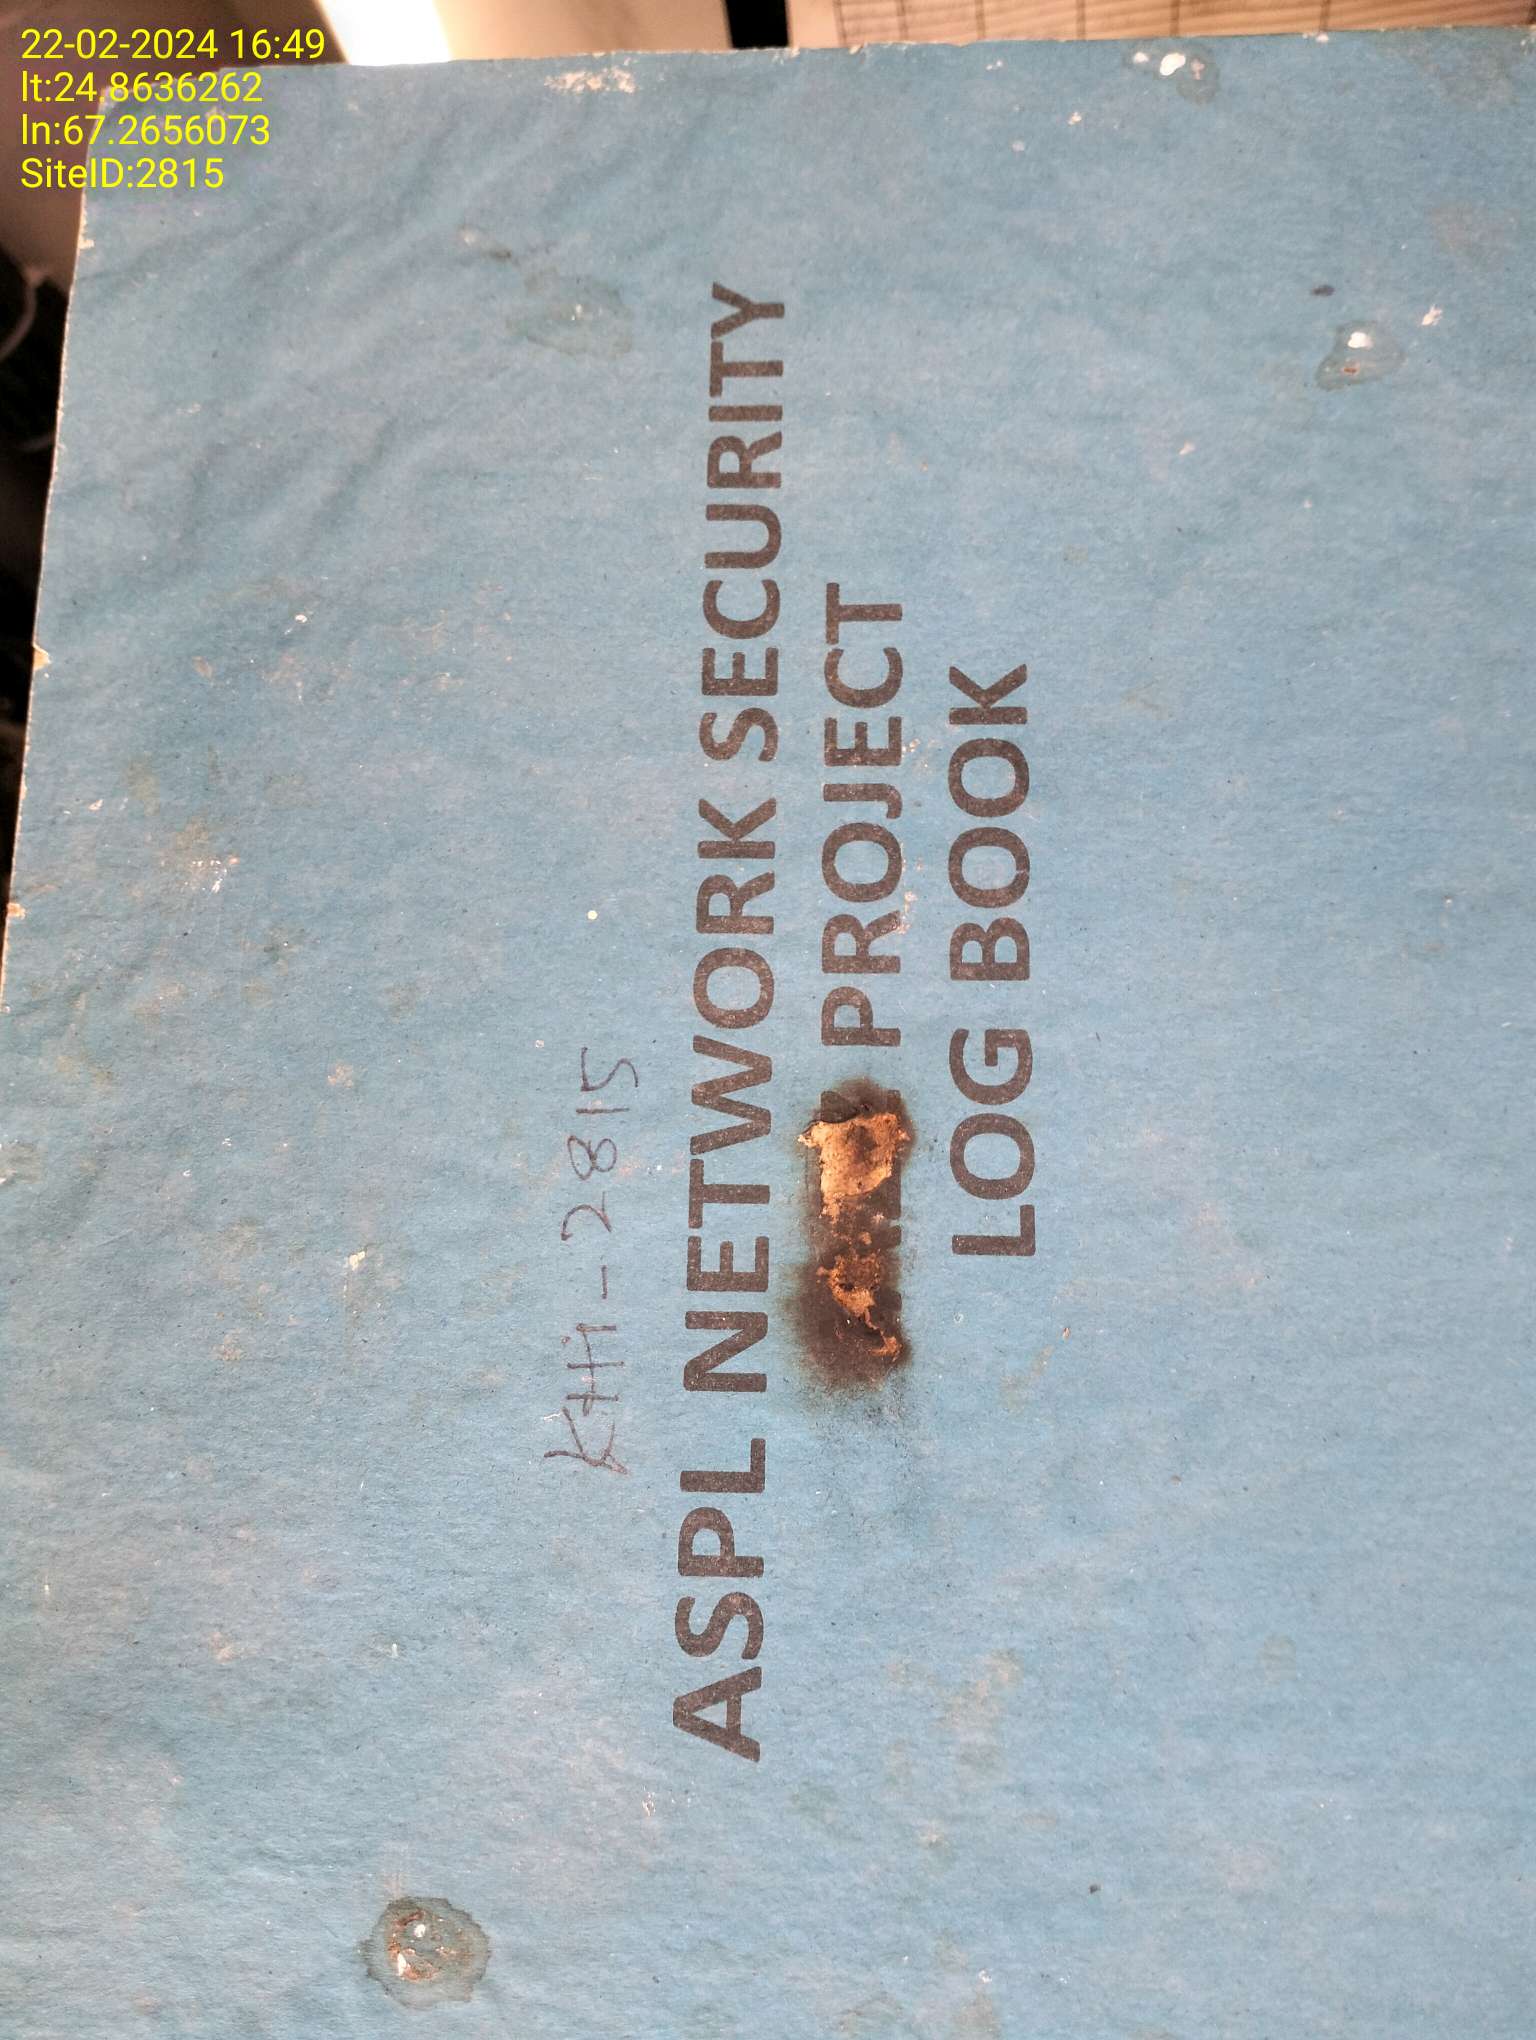 22-02-2024 16:49
lt:24.8636262
ln:67.2656073
SiteID:2815
KHI-2815
ASPL NETWORK SECURITY
PROJECT
LOG BOOK